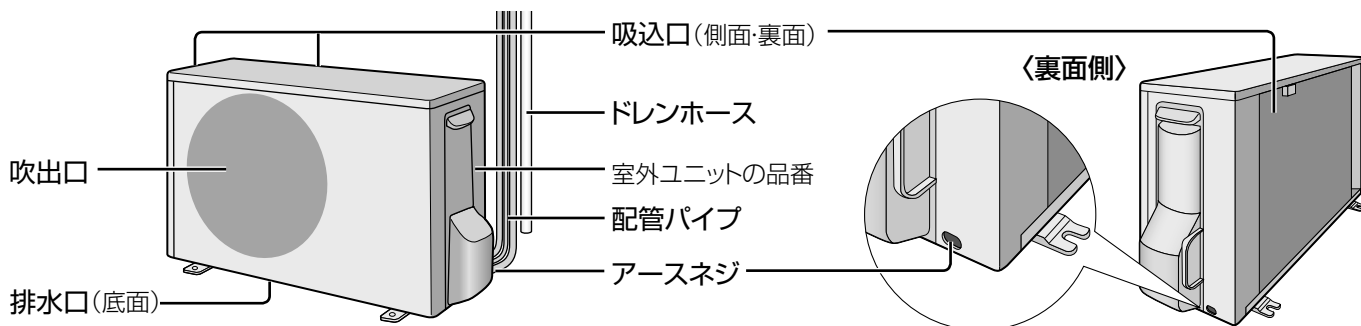 吸込口(側面・裏面)
〈裏面側〉
ドレンホース
吹出口
室外ユニットの品番
配管パイプ
アースネジ
排水口(底面)